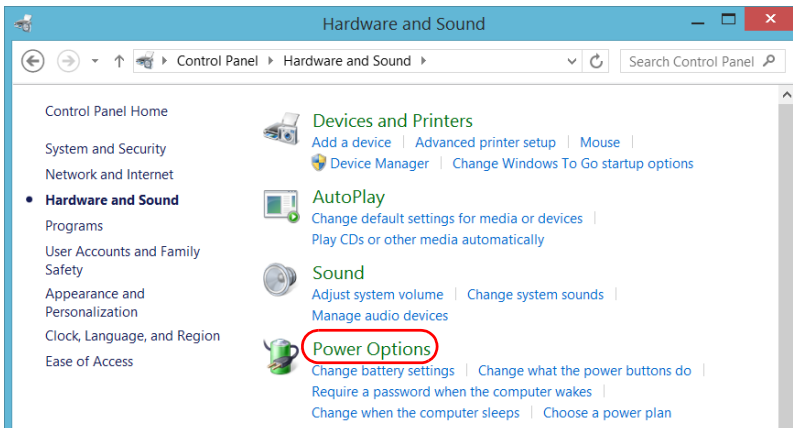 Hardware and Sound
Control Panel Hardware and Sound
Search Control Panel
Control Panel Home
System and Security
Network and Internet
Hardware and Sound
Programs
User Accounts and Family
Safety
Appearance and
Personalization
Clock, Language, and Region
Ease of Access
Devices and Printers
Add a device Advanced printer setup Mouse
Device Manager Change Windows To Go startup options
AutoPlay
Change default settings for media or devices
Play CDs or other media automatically
Sound
Adjust system volume Change system sounds
Manage audio devices
Power Options
Change battery settings Change what the power buttons do
Require a password when the computer wakes
Change when the computer sleeps Choose a power plan